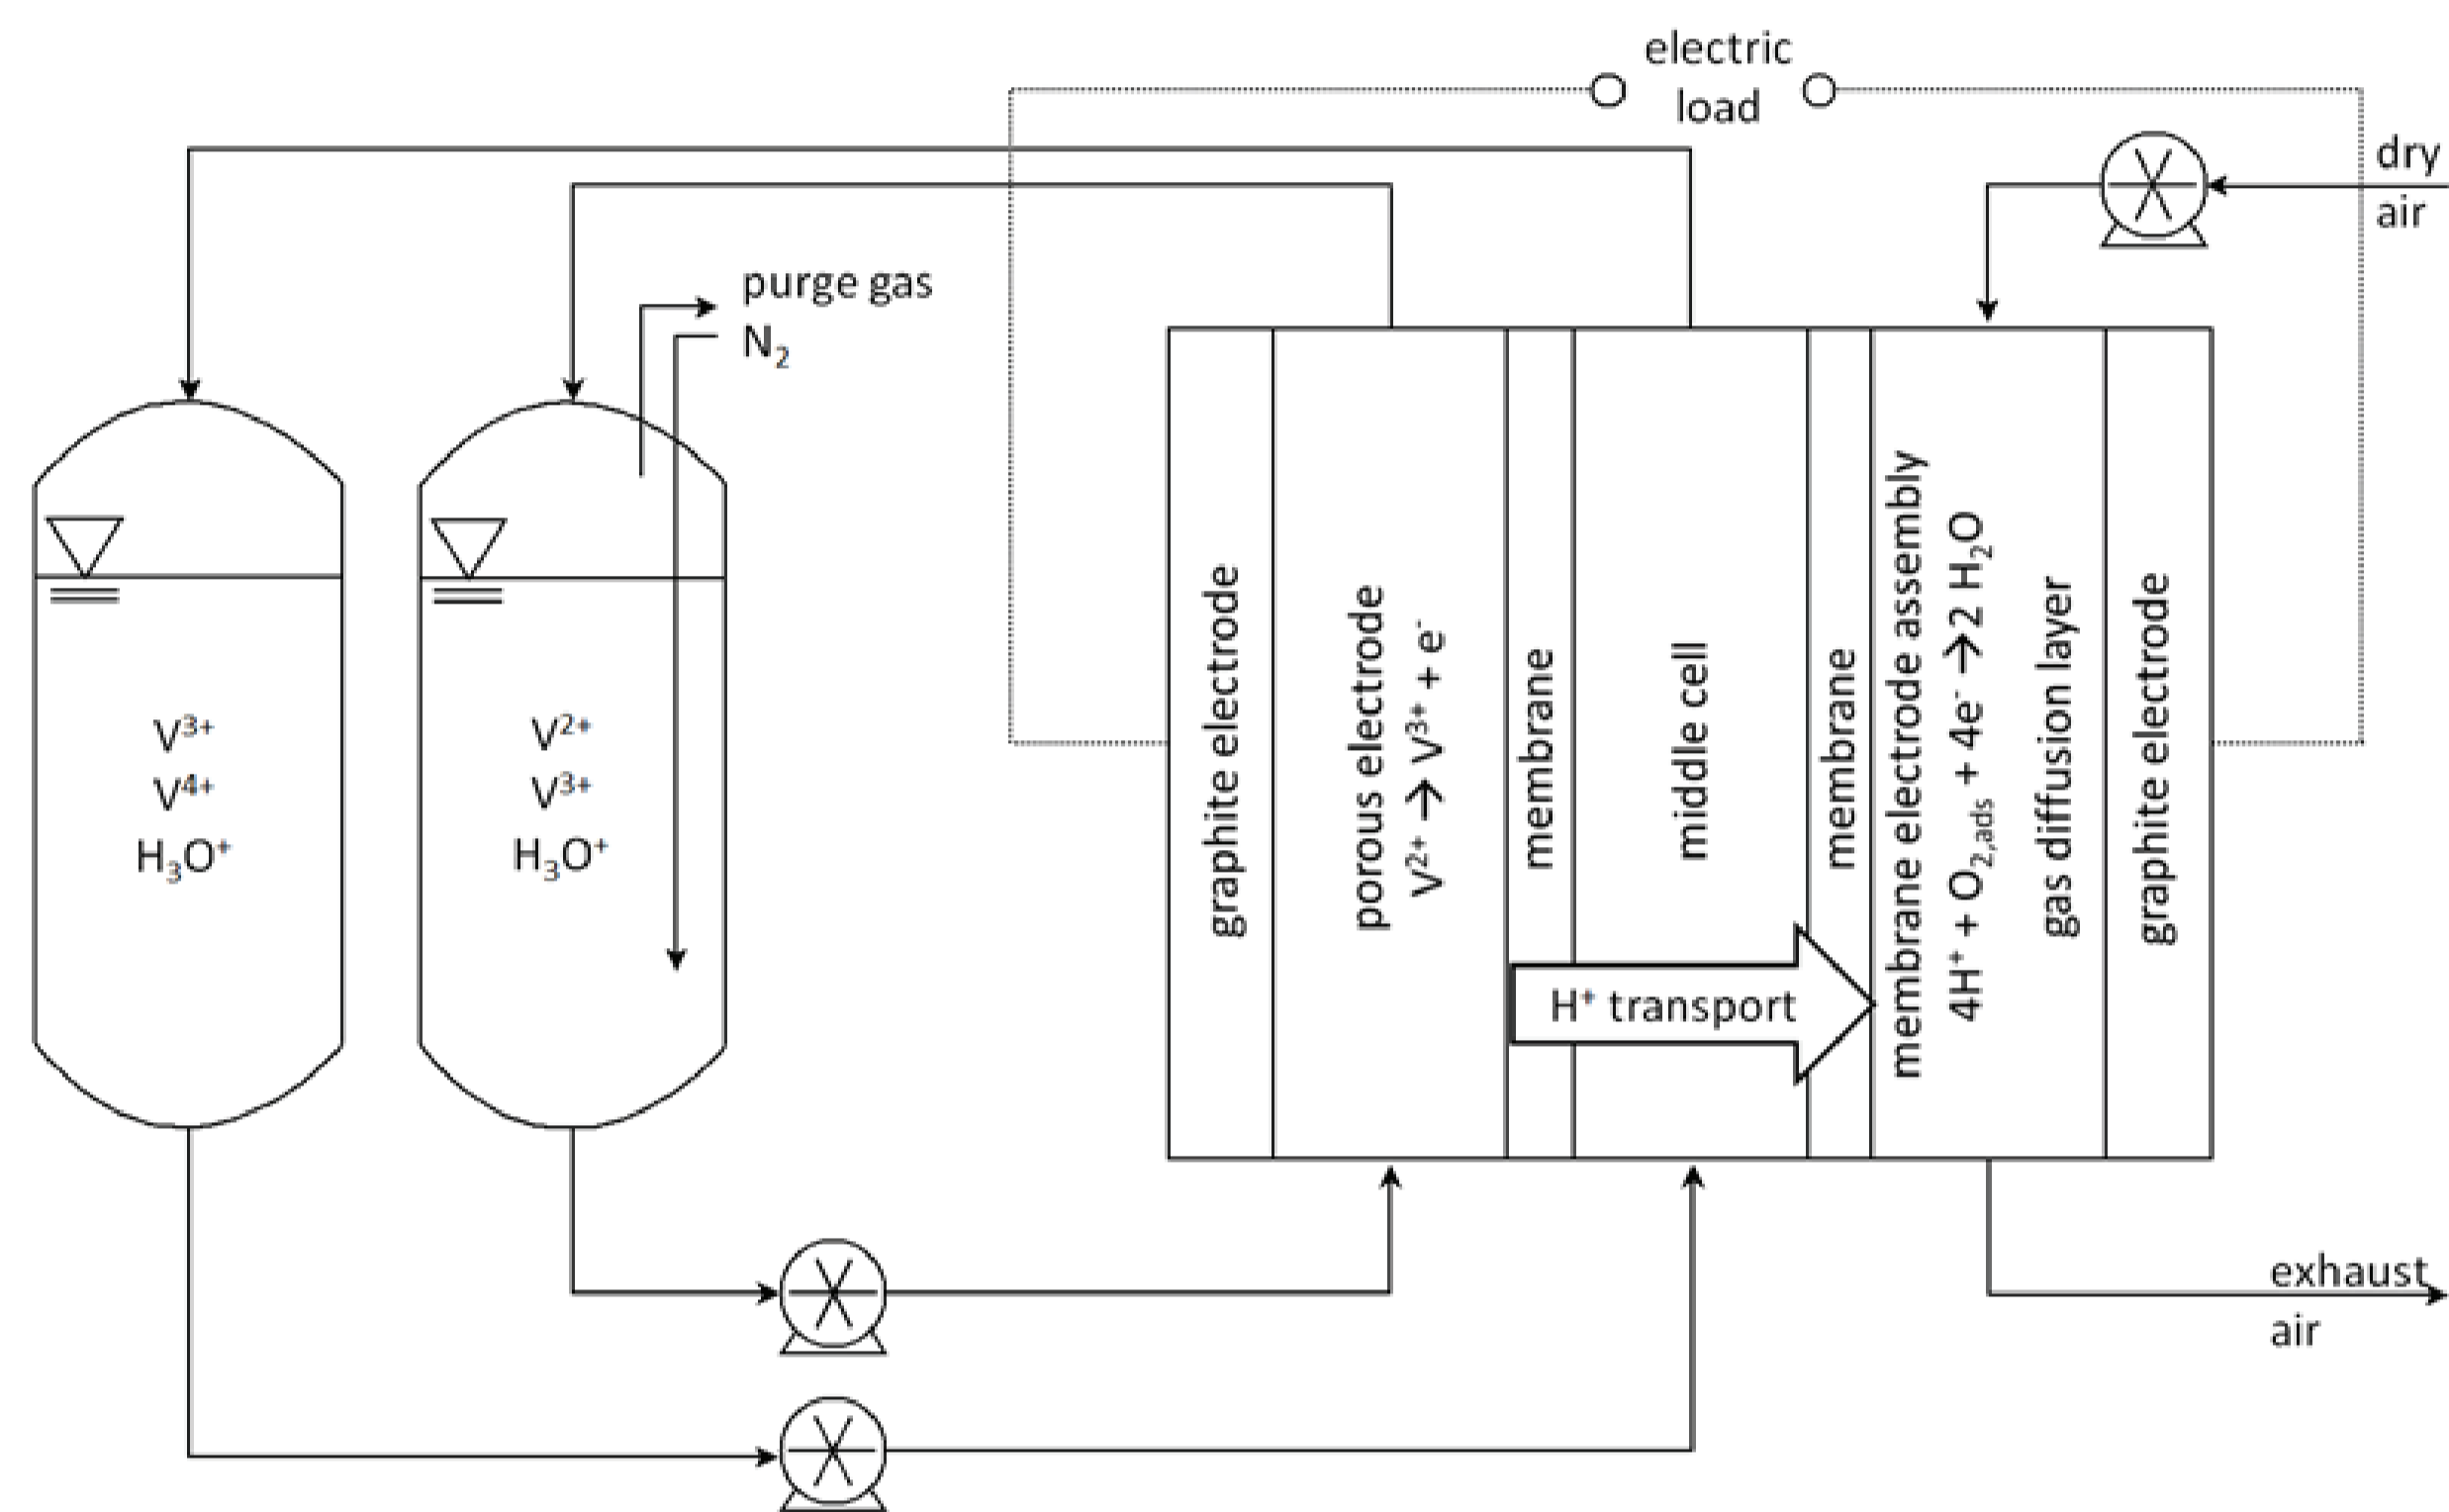 electric
load
dry
air
purge gas
N₂
V³⁺
V⁴⁺
H₃O⁺
V²⁺
V³⁺
H₃O⁺
graphite electrode
porous electrode
V²⁺ → V³⁺ + e⁻
membrane
middle cell
membrane
membrane electrode assembly
4H⁺ + O₂,ads + 4e⁻ → 2 H₂O
gas diffusion layer
graphite electrode
H⁺ transport
exhaust
air